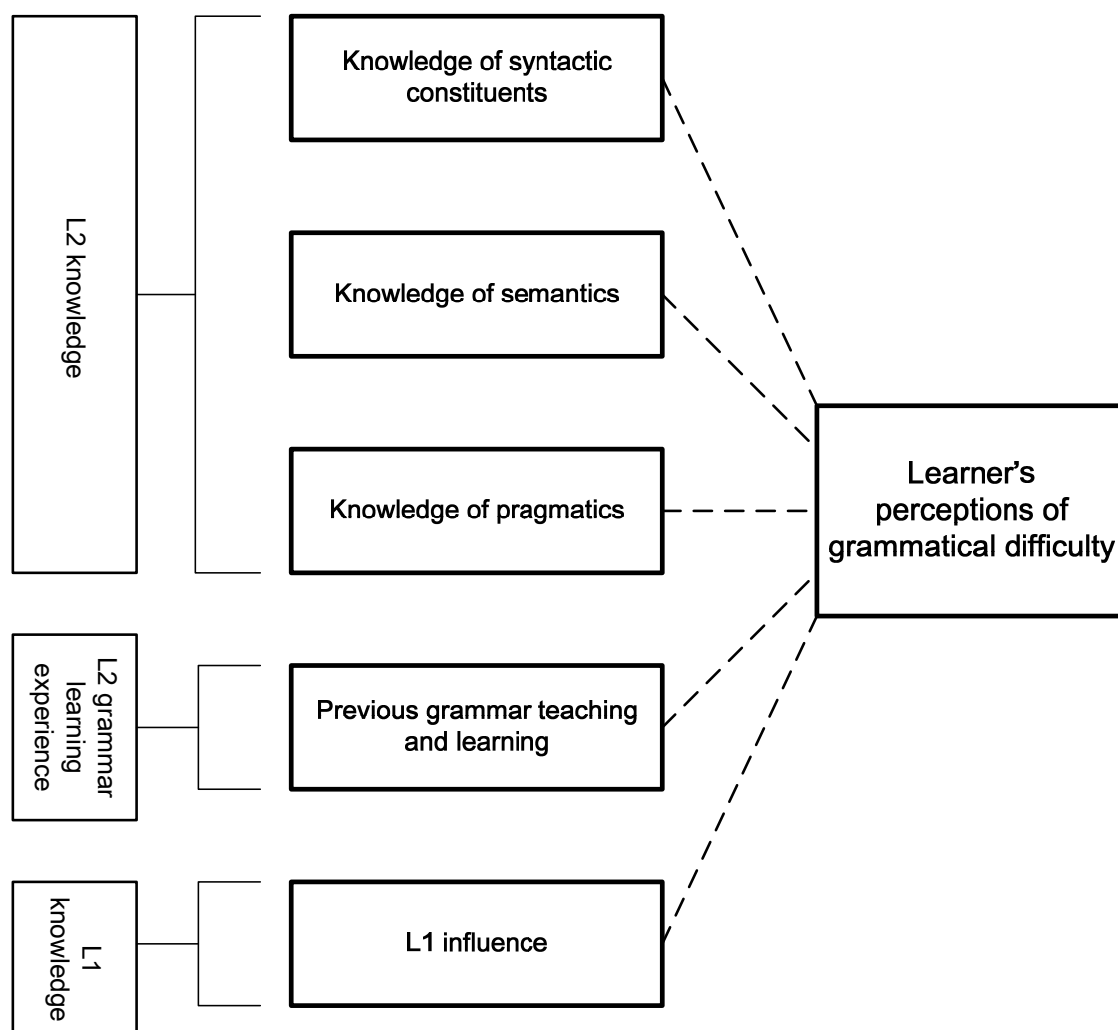 L2 knowledge
Knowledge of syntactic
constituents
Knowledge of semantics
Knowledge of pragmatics
L2 grammar
learning
experience
Previous grammar teaching
and learning
L1
knowledge
L1 influence
Learner's
perceptions of
grammatical difficulty